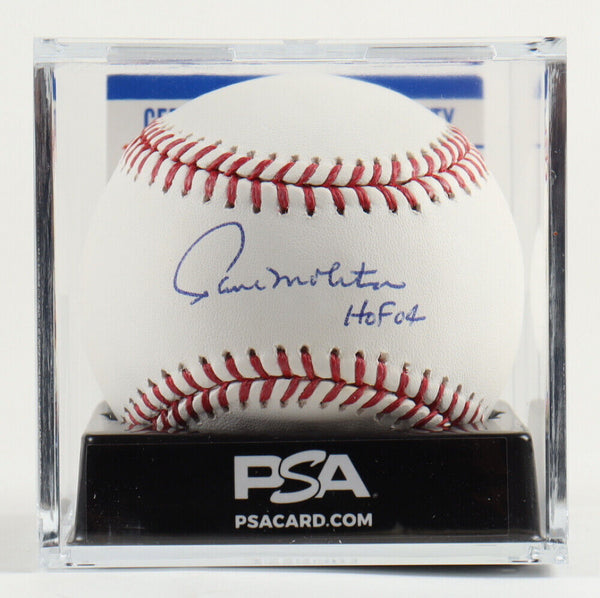 Paul Molitor
HOF 04
PSA
PSACARD.COM